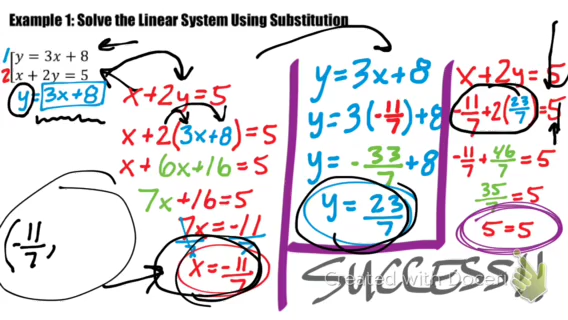 Example 1: Solve the Linear System Using Substitution
1 y = 3x + 8
2 x + 2y = 5
y = 3x+8
x+2y=5
x+2(3x+8)=5
x+6x+16=5
7x+16=5
7x=-11
7 7
x=-11/7
(-11/7,
y=3x+8
y=3(-11/7)+8
y=-33/7+8
y=23/7
x+2y=5
-11/7+2(23/7)=5
-11/7+46/7=5
35/7=5
5=5
SUCCESS!!
Created with Doceri